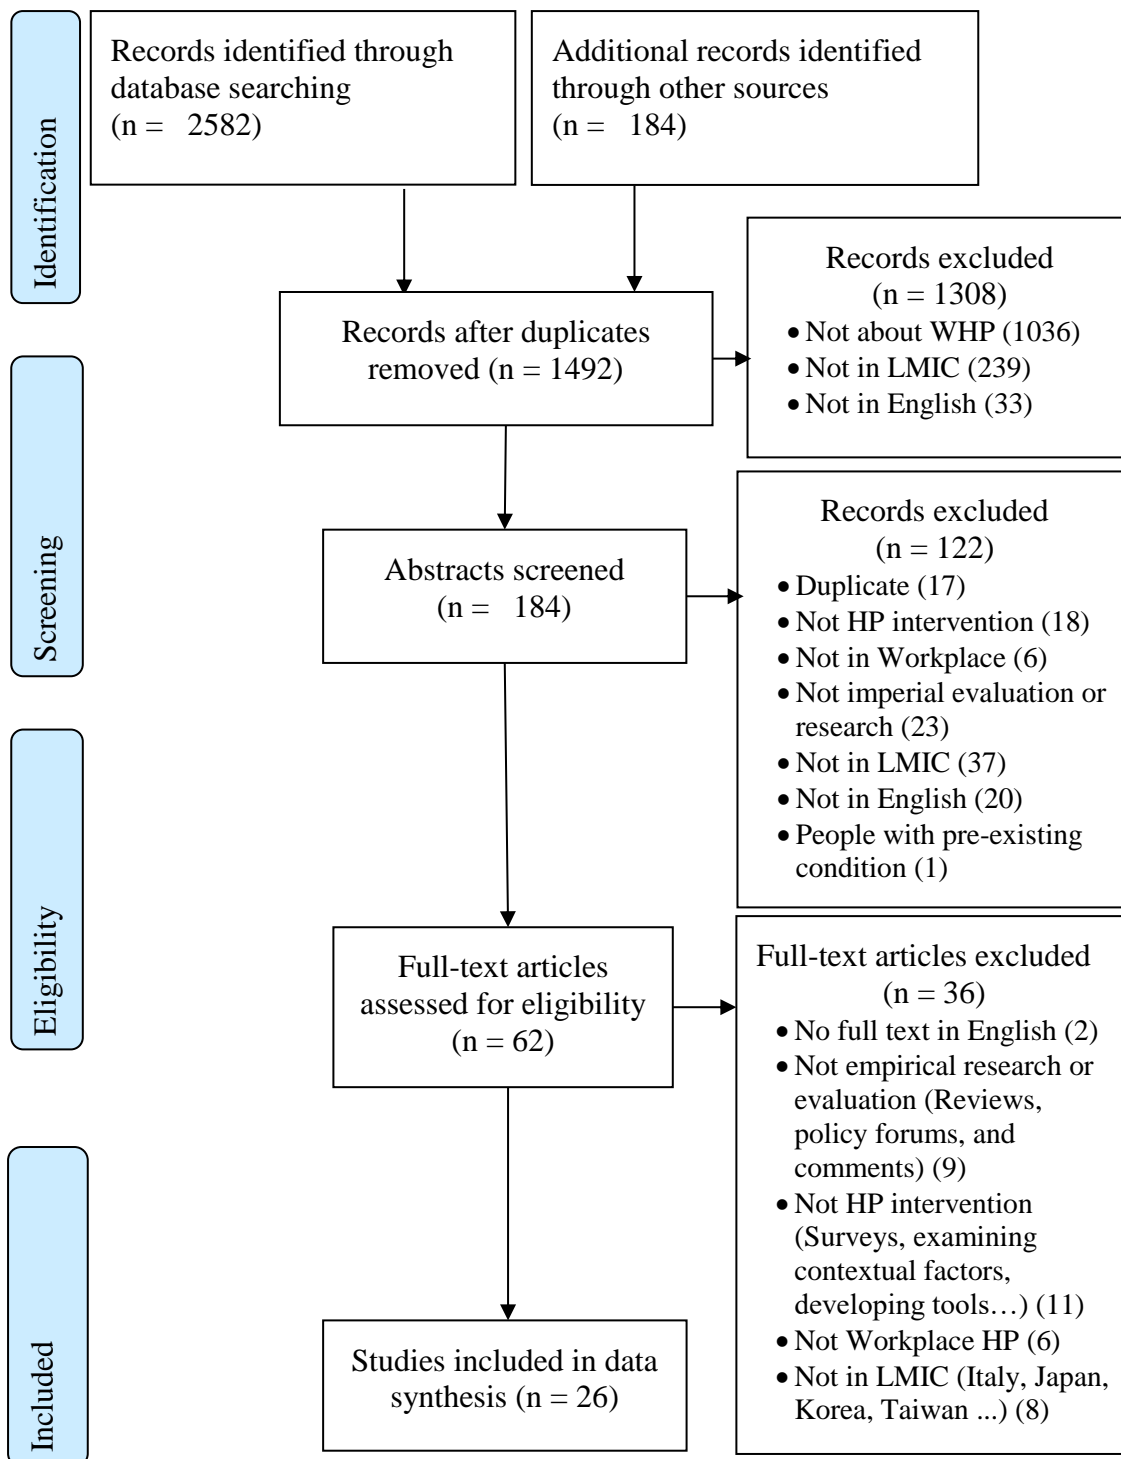 Identification
Records identified through
database searching
(n =   2582)
Additional records identified
through other sources
(n =   184)
Records after duplicates
removed (n = 1492)
Records excluded
(n = 1308)
• Not about WHP (1036)
• Not in LMIC (239)
• Not in English (33)
Screening
Abstracts screened
(n =   184)
Records excluded
(n = 122)
• Duplicate (17)
• Not HP intervention (18)
• Not in Workplace (6)
• Not imperial evaluation or
research (23)
• Not in LMIC (37)
• Not in English (20)
• People with pre-existing
condition (1)
Eligibility
Full-text articles
assessed for eligibility
(n = 62)
Full-text articles excluded
(n = 36)
• No full text in English (2)
• Not empirical research or
evaluation (Reviews,
policy forums, and
comments) (9)
• Not HP intervention
(Surveys, examining
contextual factors,
developing tools…) (11)
• Not Workplace HP (6)
• Not in LMIC (Italy, Japan,
Korea, Taiwan ...) (8)
Included
Studies included in data
synthesis (n = 26)